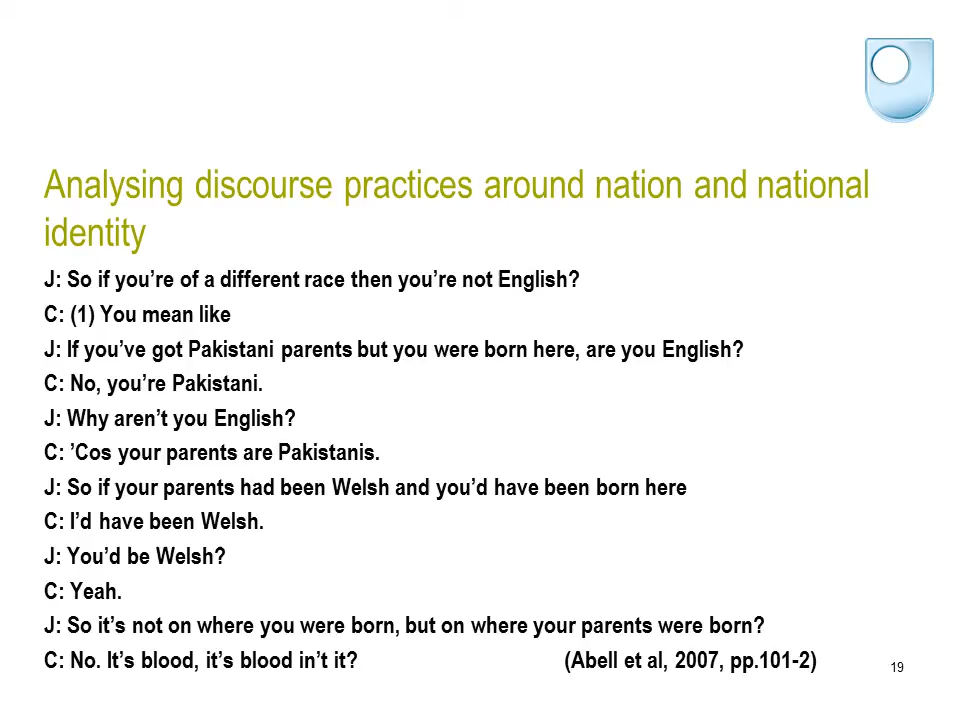 Analysing discourse practices around nation and national
identity
J: So if you’re of a different race then you’re not English?
C: (1) You mean like
J: If you’ve got Pakistani parents but you were born here, are you English?
C: No, you’re Pakistani.
J: Why aren’t you English?
C: ’Cos your parents are Pakistanis.
J: So if your parents had been Welsh and you’d have been born here
C: I’d have been Welsh.
J: You’d be Welsh?
C: Yeah.
J: So it’s not on where you were born, but on where your parents were born?
C: No. It’s blood, it’s blood in’t it? (Abell et al, 2007, pp.101-2)
19